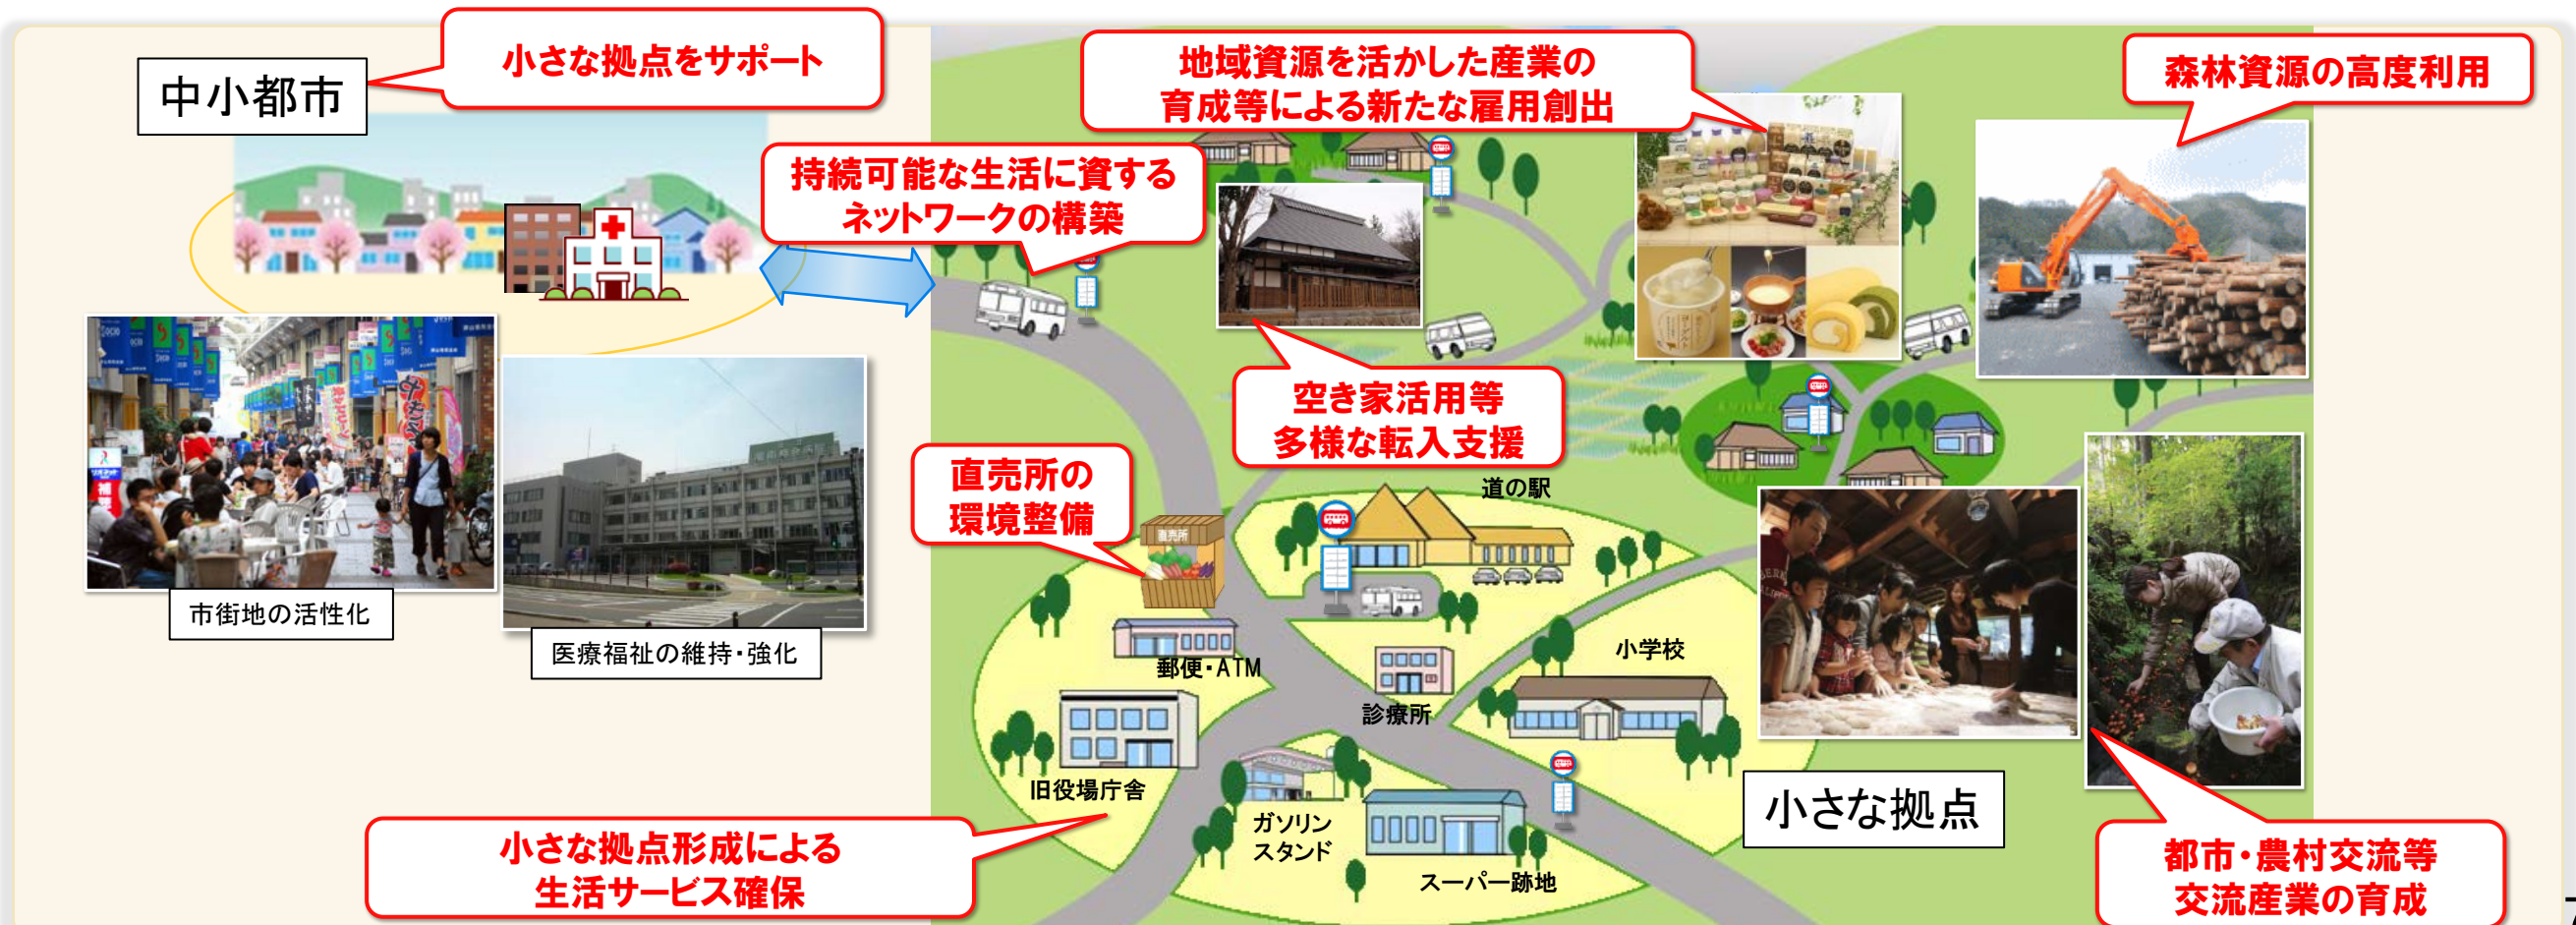 小さな拠点をサポート
中小都市
地域資源を活かした産業の
育成等による新たな雇用創出
森林資源の高度利用
持続可能な生活に資する
ネットワークの構築
空き家活用等
多様な転入支援
直売所の
環境整備
直売所
道の駅
市街地の活性化
医療福祉の維持・強化
郵便・ATM
小学校
診療所
旧役場庁舎
ガソリン
スタンド
スーパー跡地
小さな拠点
小さな拠点形成による
生活サービス確保
都市・農村交流等
交流産業の育成